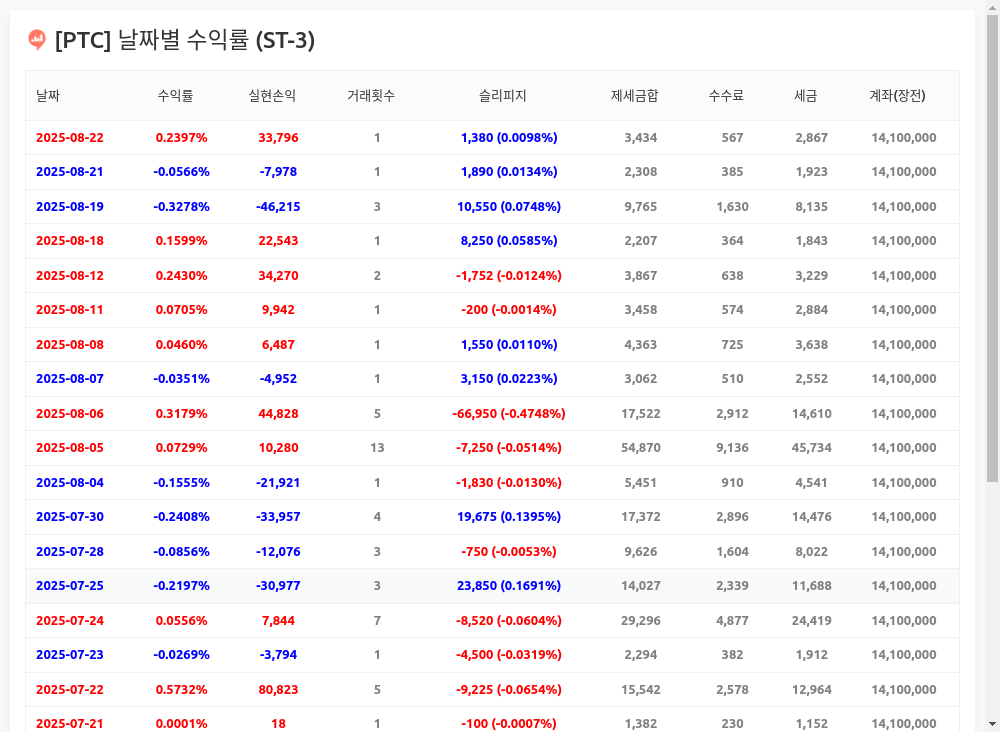 [PTC] 날짜별 수익률 (ST-3)
날짜 수익률 실현손익 거래횟수 슬리피지 제세금합 수수료 세금 계좌(장전)
2025-08-22 0.2397% 33,796 1 1,380 (0.0098%) 3,434 567 2,867 14,100,000
2025-08-21 -0.0566% -7,978 1 1,890 (0.0134%) 2,308 385 1,923 14,100,000
2025-08-19 -0.3278% -46,215 3 10,550 (0.0748%) 9,765 1,630 8,135 14,100,000
2025-08-18 0.1599% 22,543 1 8,250 (0.0585%) 2,207 364 1,843 14,100,000
2025-08-12 0.2430% 34,270 2 -1,752 (-0.0124%) 3,867 638 3,229 14,100,000
2025-08-11 0.0705% 9,942 1 -200 (-0.0014%) 3,458 574 2,884 14,100,000
2025-08-08 0.0460% 6,487 1 1,550 (0.0110%) 4,363 725 3,638 14,100,000
2025-08-07 -0.0351% -4,952 1 3,150 (0.0223%) 3,062 510 2,552 14,100,000
2025-08-06 0.3179% 44,828 5 -66,950 (-0.4748%) 17,522 2,912 14,610 14,100,000
2025-08-05 0.0729% 10,280 13 -7,250 (-0.0514%) 54,870 9,136 45,734 14,100,000
2025-08-04 -0.1555% -21,921 1 -1,830 (-0.0130%) 5,451 910 4,541 14,100,000
2025-07-30 -0.2408% -33,957 4 19,675 (0.1395%) 17,372 2,896 14,476 14,100,000
2025-07-28 -0.0856% -12,076 3 -750 (-0.0053%) 9,626 1,604 8,022 14,100,000
2025-07-25 -0.2197% -30,977 3 23,850 (0.1691%) 14,027 2,339 11,688 14,100,000
2025-07-24 0.0556% 7,844 7 -8,520 (-0.0604%) 29,296 4,877 24,419 14,100,000
2025-07-23 -0.0269% -3,794 1 -4,500 (-0.0319%) 2,294 382 1,912 14,100,000
2025-07-22 0.5732% 80,823 5 -9,225 (-0.0654%) 15,542 2,578 12,964 14,100,000
2025-07-21 0.0001% 18 1 -100 (-0.0007%) 1,382 230 1,152 14,100,000